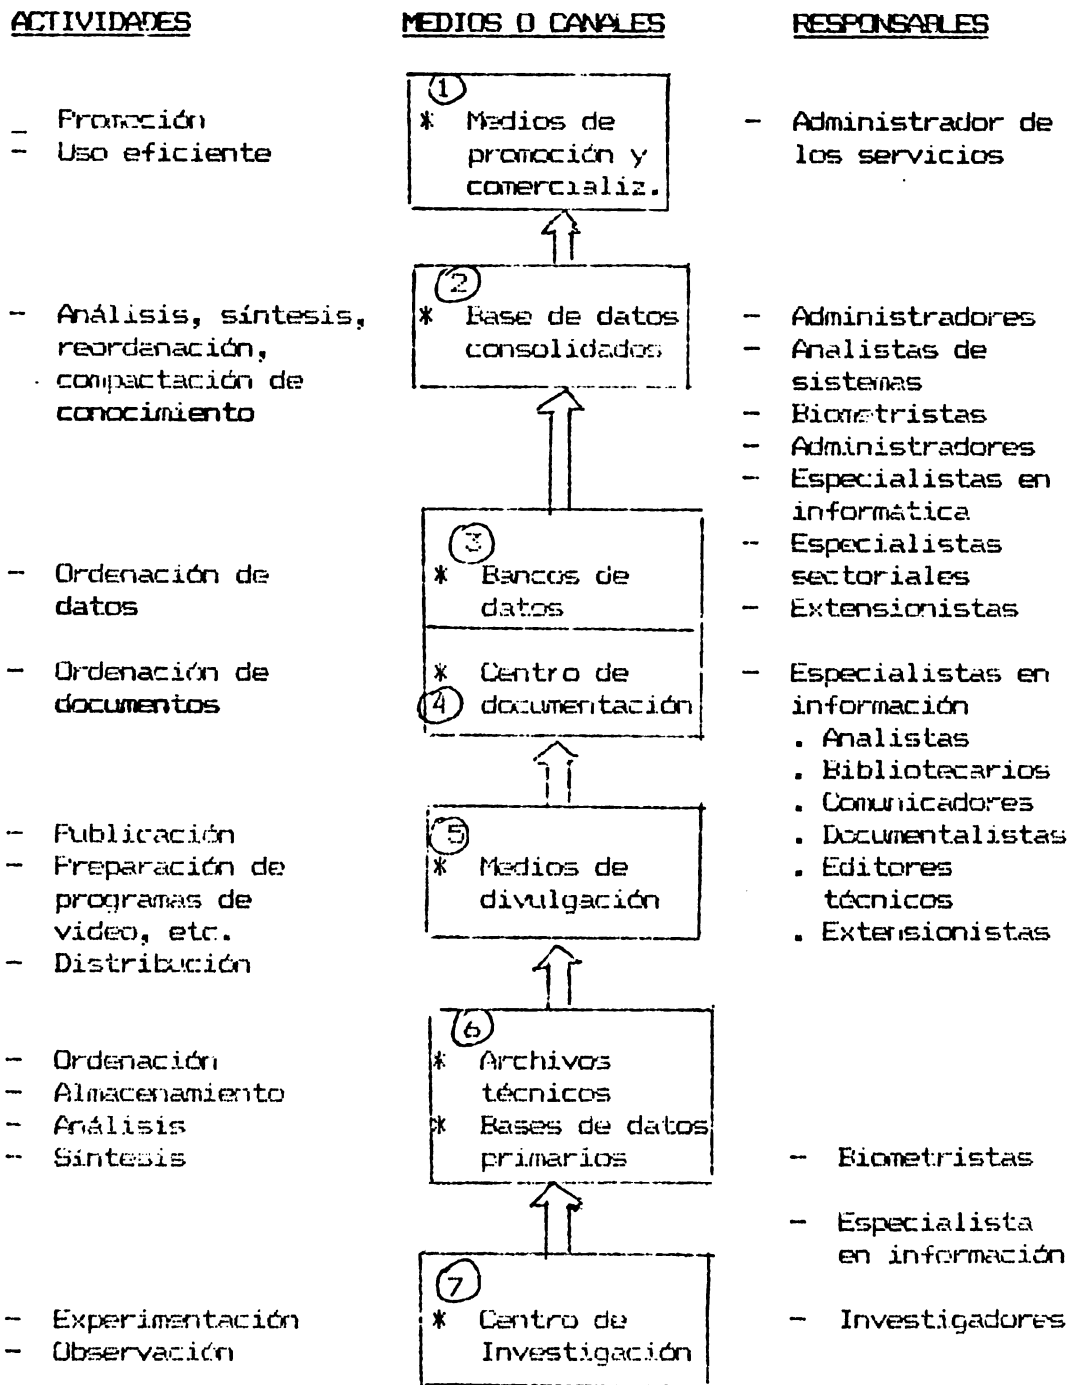 ACTIVIDADES MEDIOS O CANALES RESPONSABLES
1
- Promoción * Medios de - Administrador de
- Uso eficiente promoción y los servicios
comercializ.
2
- Análisis, síntesis, * Base de datos - Administradores
reordenación, consolidados - Analistas de
compactación de sistemas
conocimiento - Biometristas
- Administradores
- Especialistas en
informática
3 - Especialistas
- Ordenación de * Bancos de sectoriales
datos datos - Extensionistas
- Ordenación de * Centro de - Especialistas en
documentos 4 documentación información
. Analistas
. Bibliotecarios
. Comunicadores
- Publicación 5 . Documentalistas
- Preparación de * Medios de . Editores
programas de divulgación técnicos
video, etc. . Extensionistas
- Distribución
6
- Ordenación * Archivos
- Almacenamiento técnicos
- Análisis * Bases de datos
- Síntesis primarios - Biometristas
- Especialista
en información
7
- Experimentación * Centro de - Investigadores
- Observación Investigación